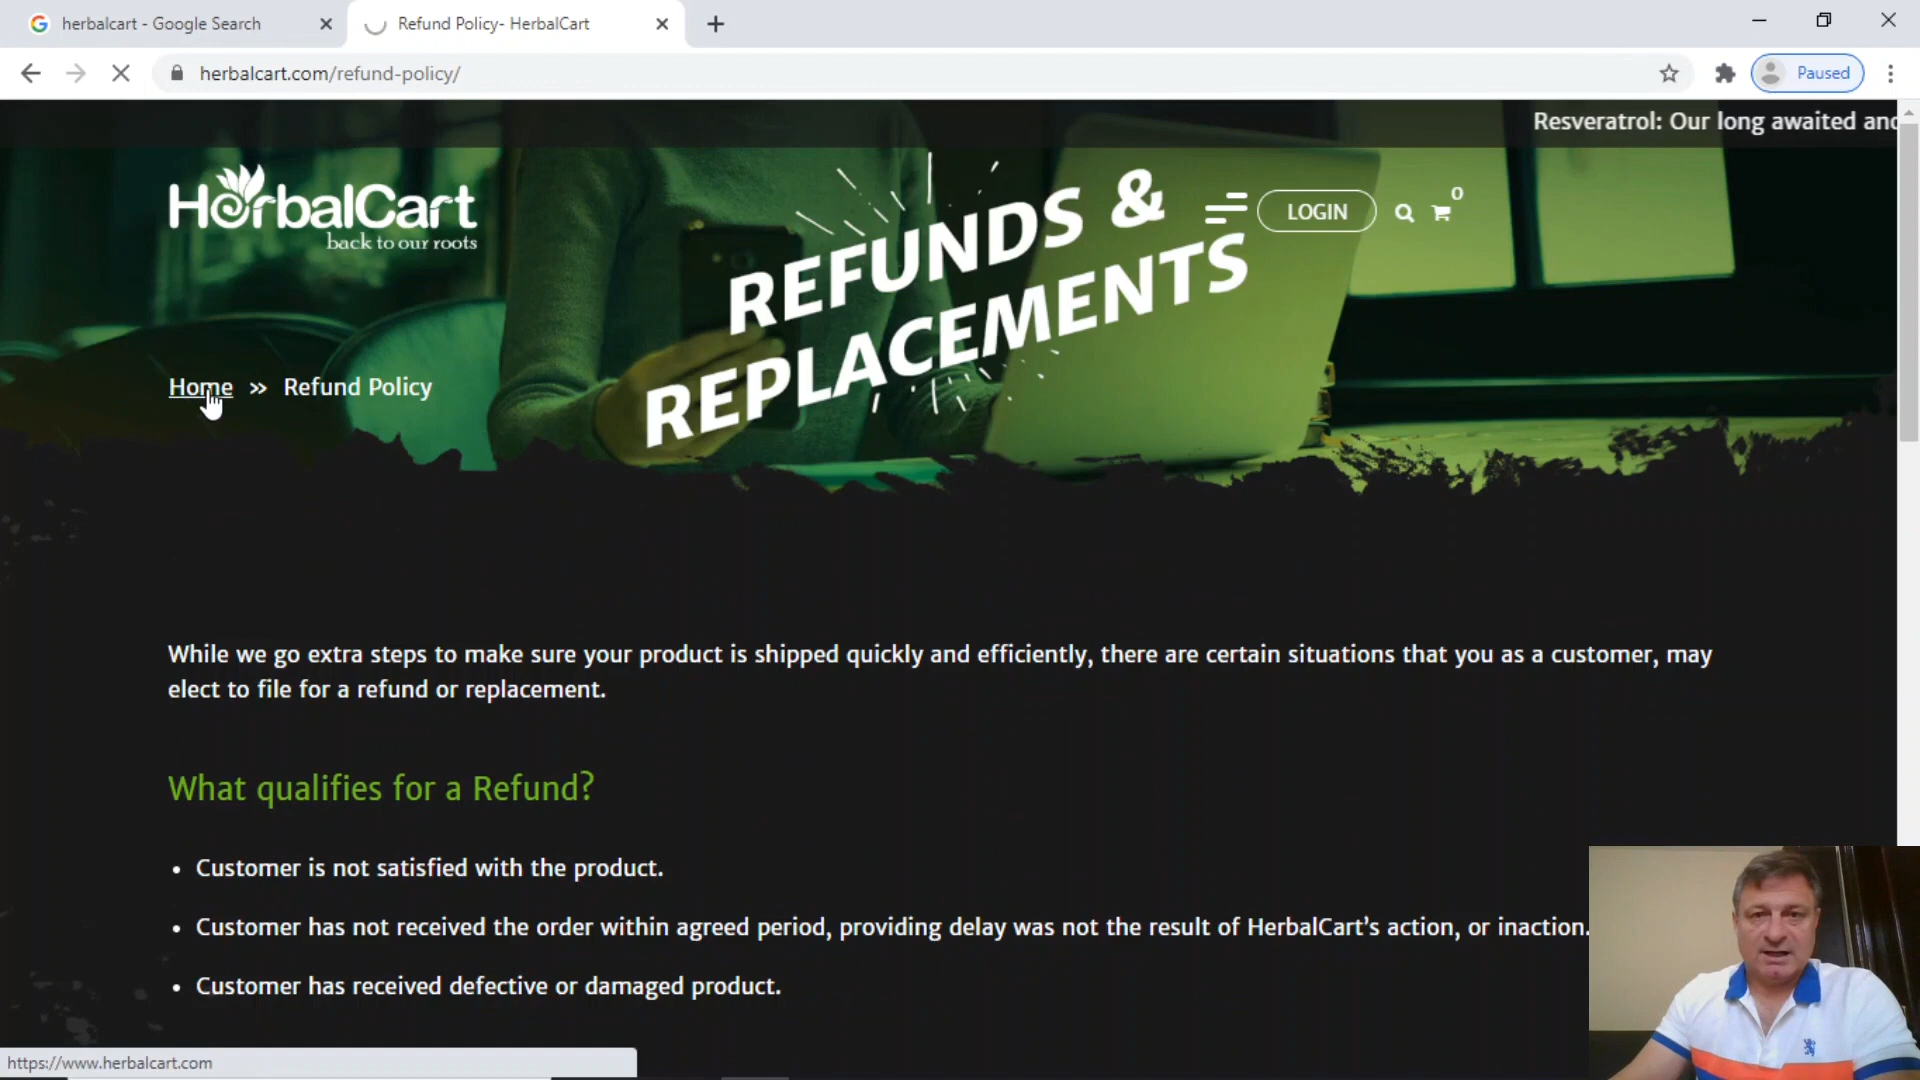 herbalcart - Google Search
Refund Policy- HerbalCart
herbalcart.com/refund-policy/
Paused
Resveratrol: Our long awaited and
HerbalCart
back to our roots
REFUNDS &
REPLACEMENTS
LOGIN
0
Home » Refund Policy
While we go extra steps to make sure your product is shipped quickly and efficiently, there are certain situations that you as a customer, may
elect to file for a refund or replacement.
What qualifies for a Refund?
• Customer is not satisfied with the product.
• Customer has not received the order within agreed period, providing delay was not the result of HerbalCart's action, or inaction.
• Customer has received defective or damaged product.
https://www.herbalcart.com